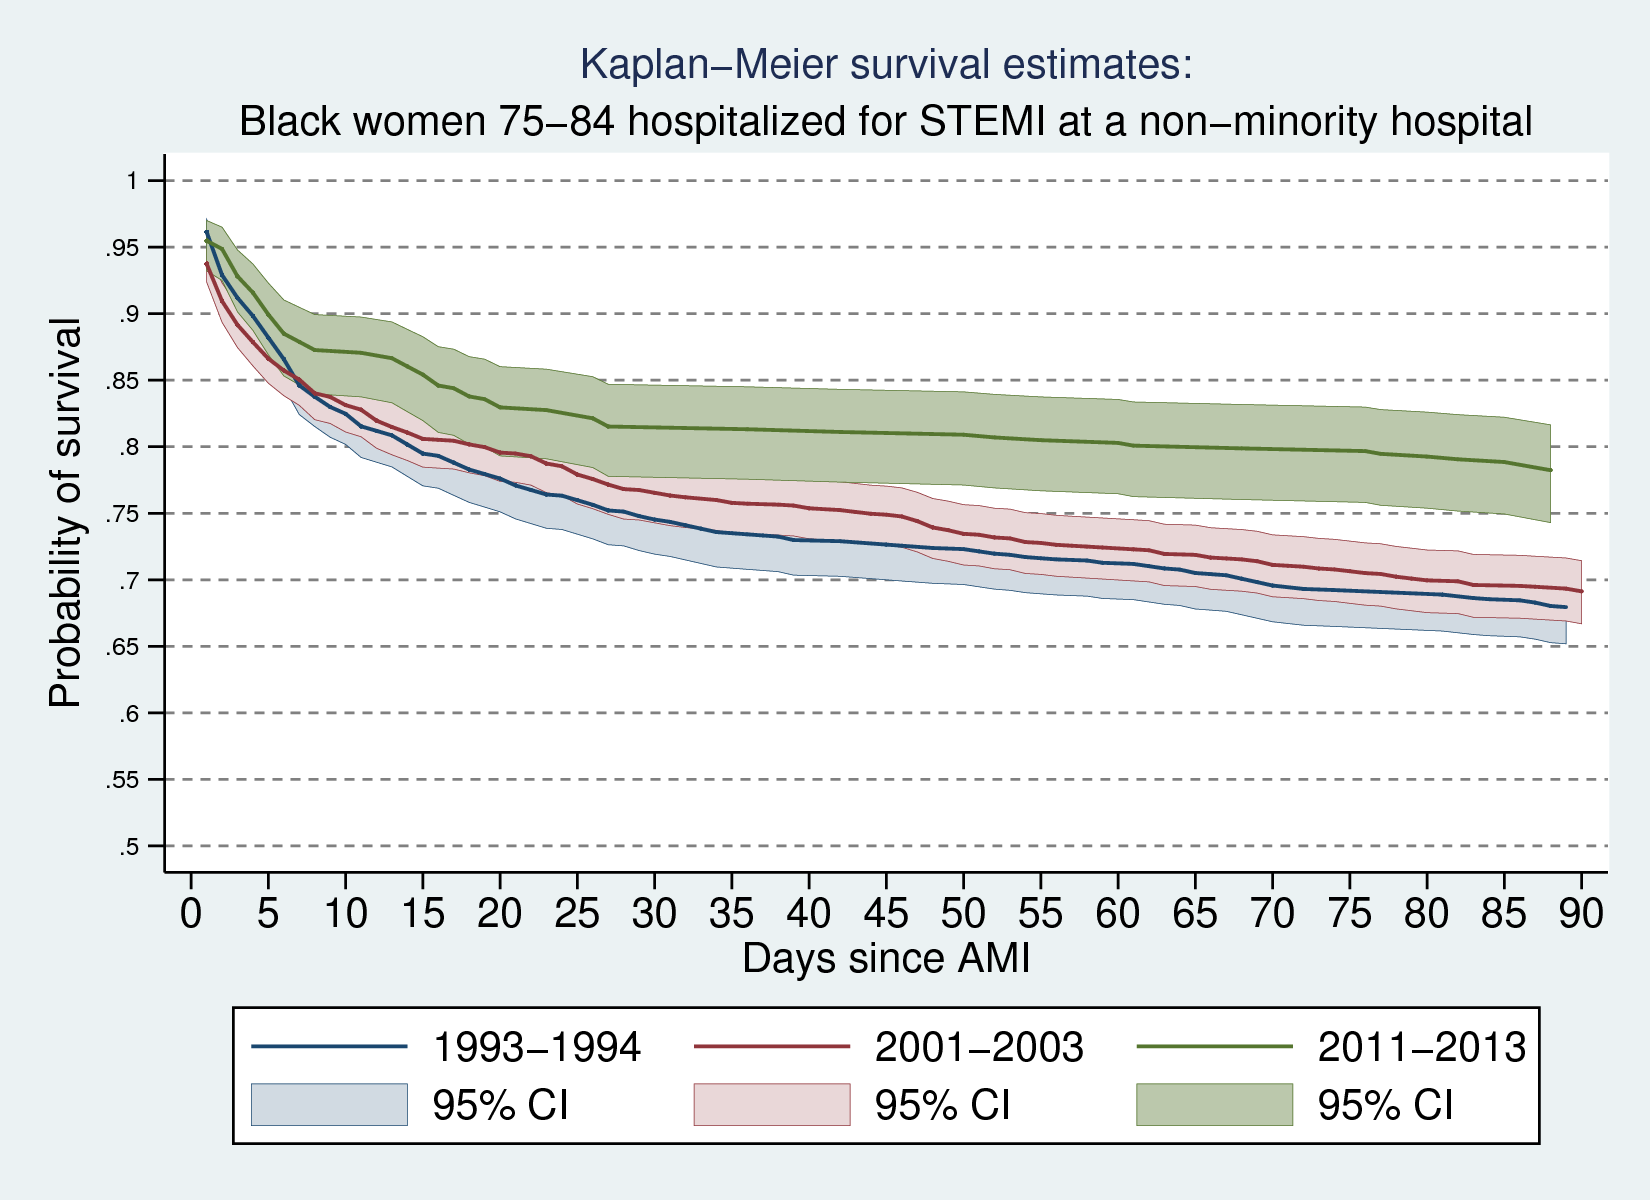 Kaplan–Meier survival estimates:
Black women 75–84 hospitalized for STEMI at a non–minority hospital
Probability of survival
1
.95
.9
.85
.8
.75
.7
.65
.6
.55
.5
0 5 10 15 20 25 30 35 40 45 50 55 60 65 70 75 80 85 90
Days since AMI
1993–1994 2001–2003 2011–2013
95% CI 95% CI 95% CI